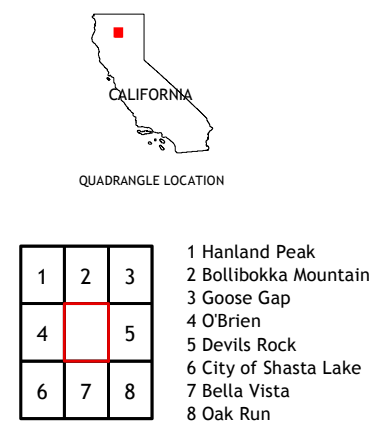 CALIFORNIA
QUADRANGLE LOCATION
1 2 3
4 5
6 7 8
1 Hanland Peak
2 Bollibokka Mountain
3 Goose Gap
4 O'Brien
5 Devils Rock
6 City of Shasta Lake
7 Bella Vista
8 Oak Run